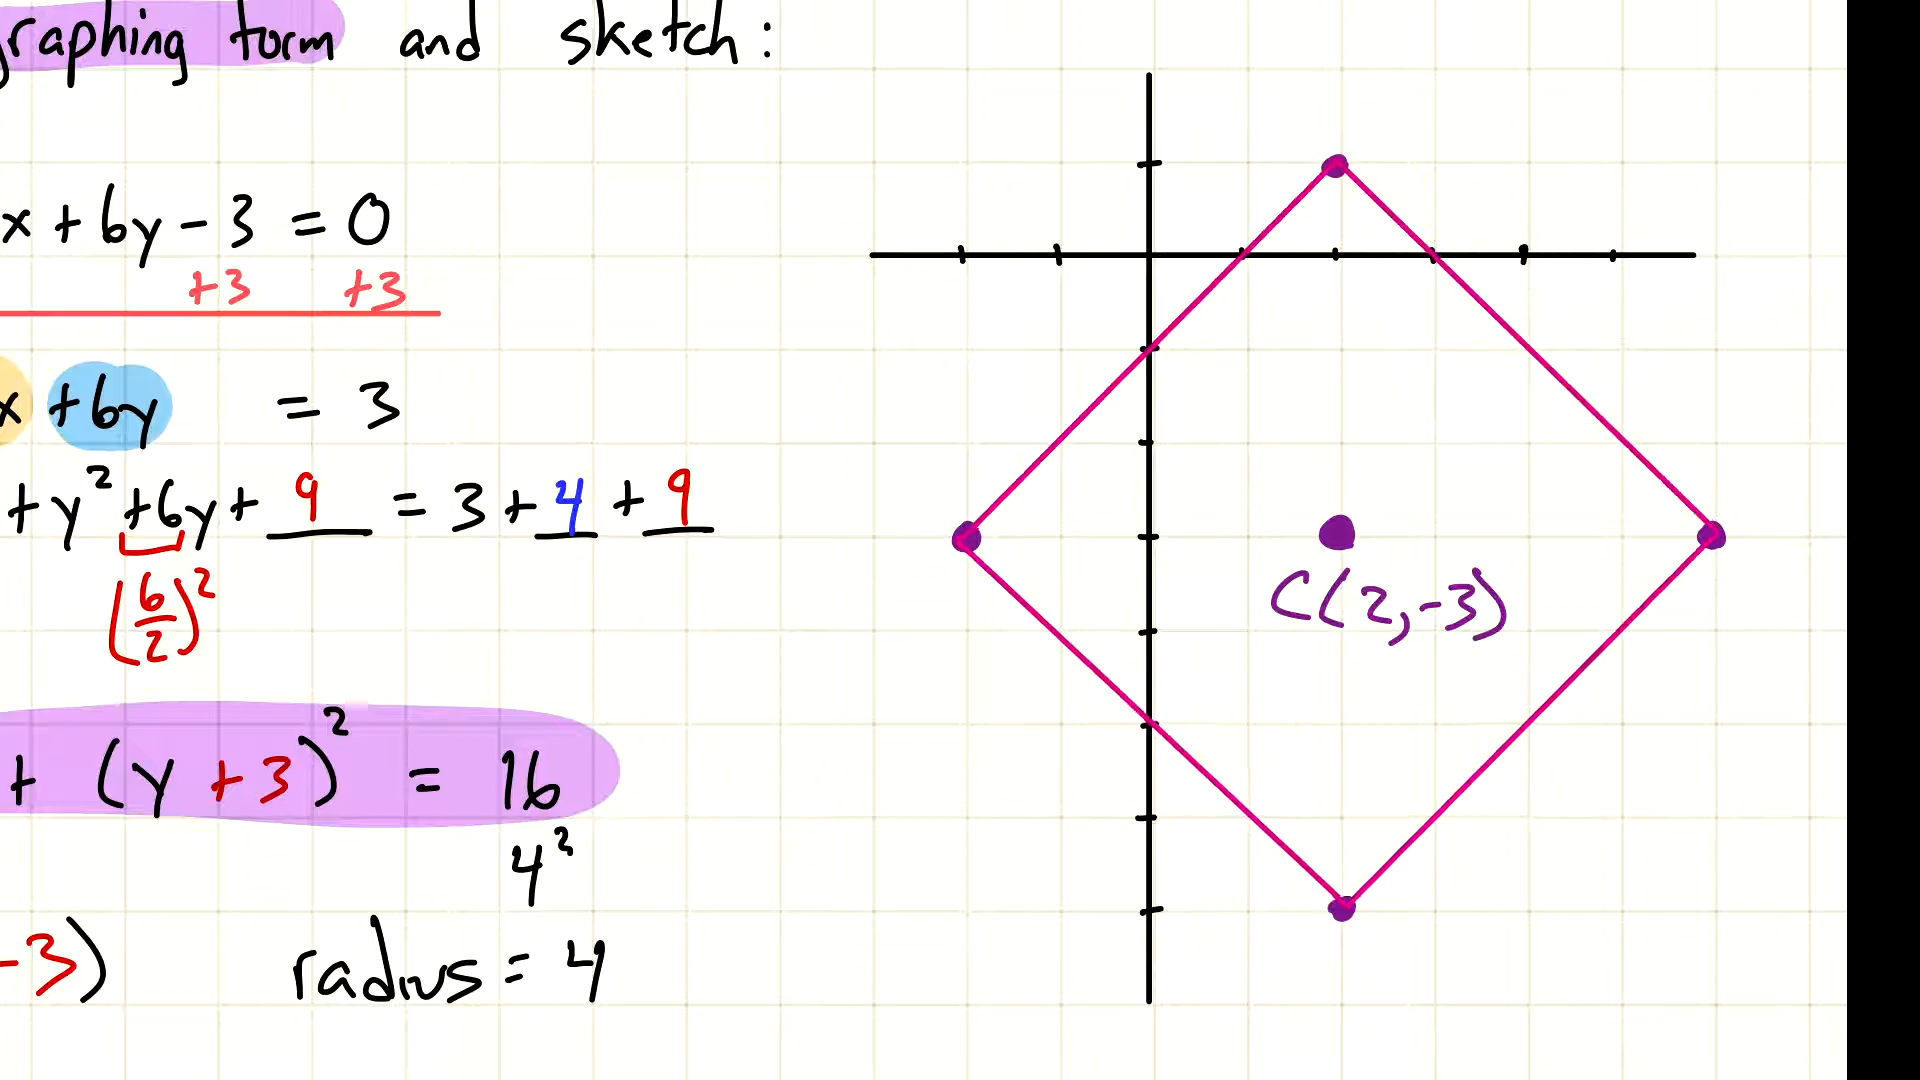 graphing form and sketch:
x + 6y - 3 = 0
+3 +3
x +6y = 3
+ y² +6y + 9 = 3 + 4 + 9
(6/2)²
+ (y +3)² = 16
4²
-3) radius = 4
C(2,-3)